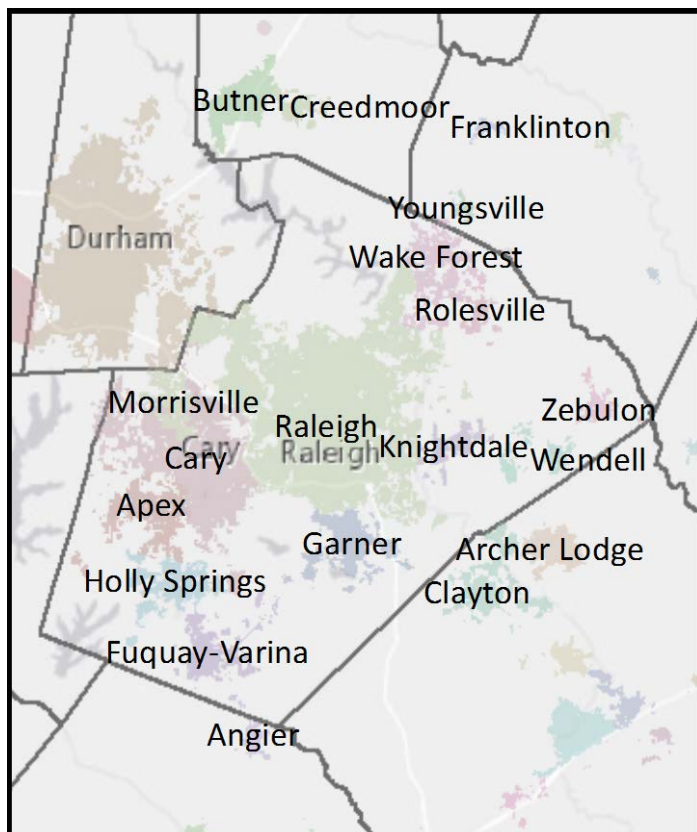 Butner
Creedmoor
Franklinton
Youngsville
Durham
Wake Forest
Rolesville
Morrisville
Zebulon
Raleigh
Knightdale
Cary
Raleigh
Cary
Wendell
Apex
Garner
Archer Lodge
Holly Springs
Clayton
Fuquay-Varina
Angier